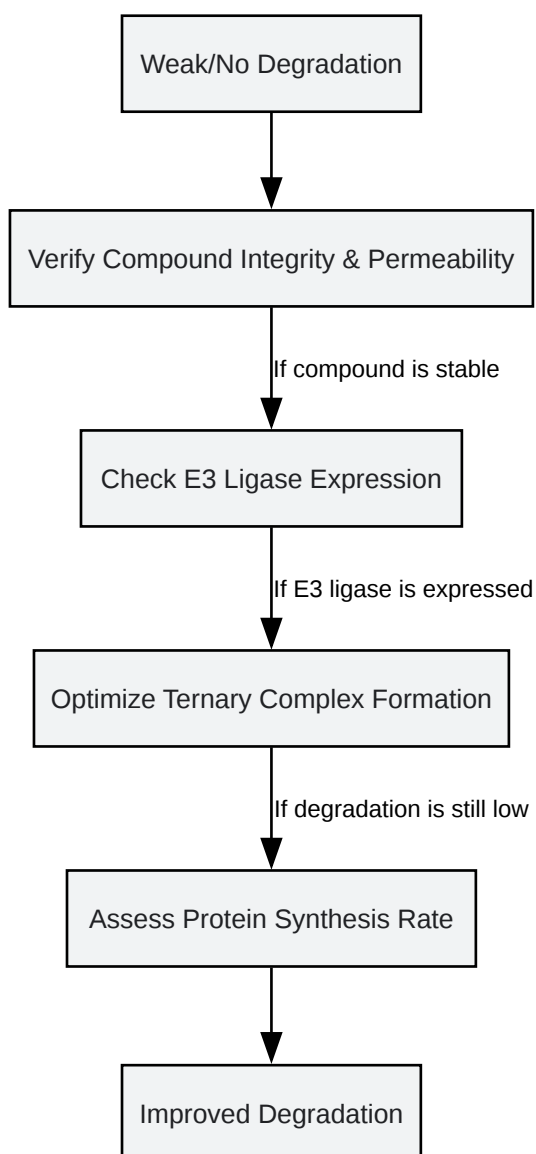 Weak/No Degradation
Verify Compound Integrity & Permeability
If compound is stable
Check E3 Ligase Expression
If E3 ligase is expressed
Optimize Ternary Complex Formation
If degradation is still low
Assess Protein Synthesis Rate
Improved Degradation